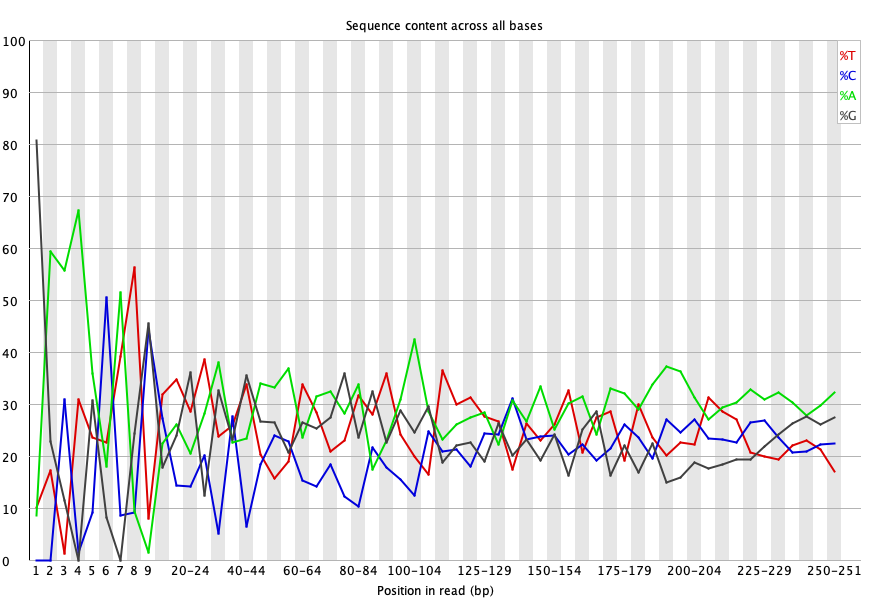 Sequence content across all bases
100
90
80
70
60
50
40
30
20
10
0
%T
%C
%A
%G
1 2 3 4 5 6 7 8 9 20-24 40-44 60-64 80-84 100-104 125-129 150-154 175-179 200-204 225-229 250-251
Position in read (bp)